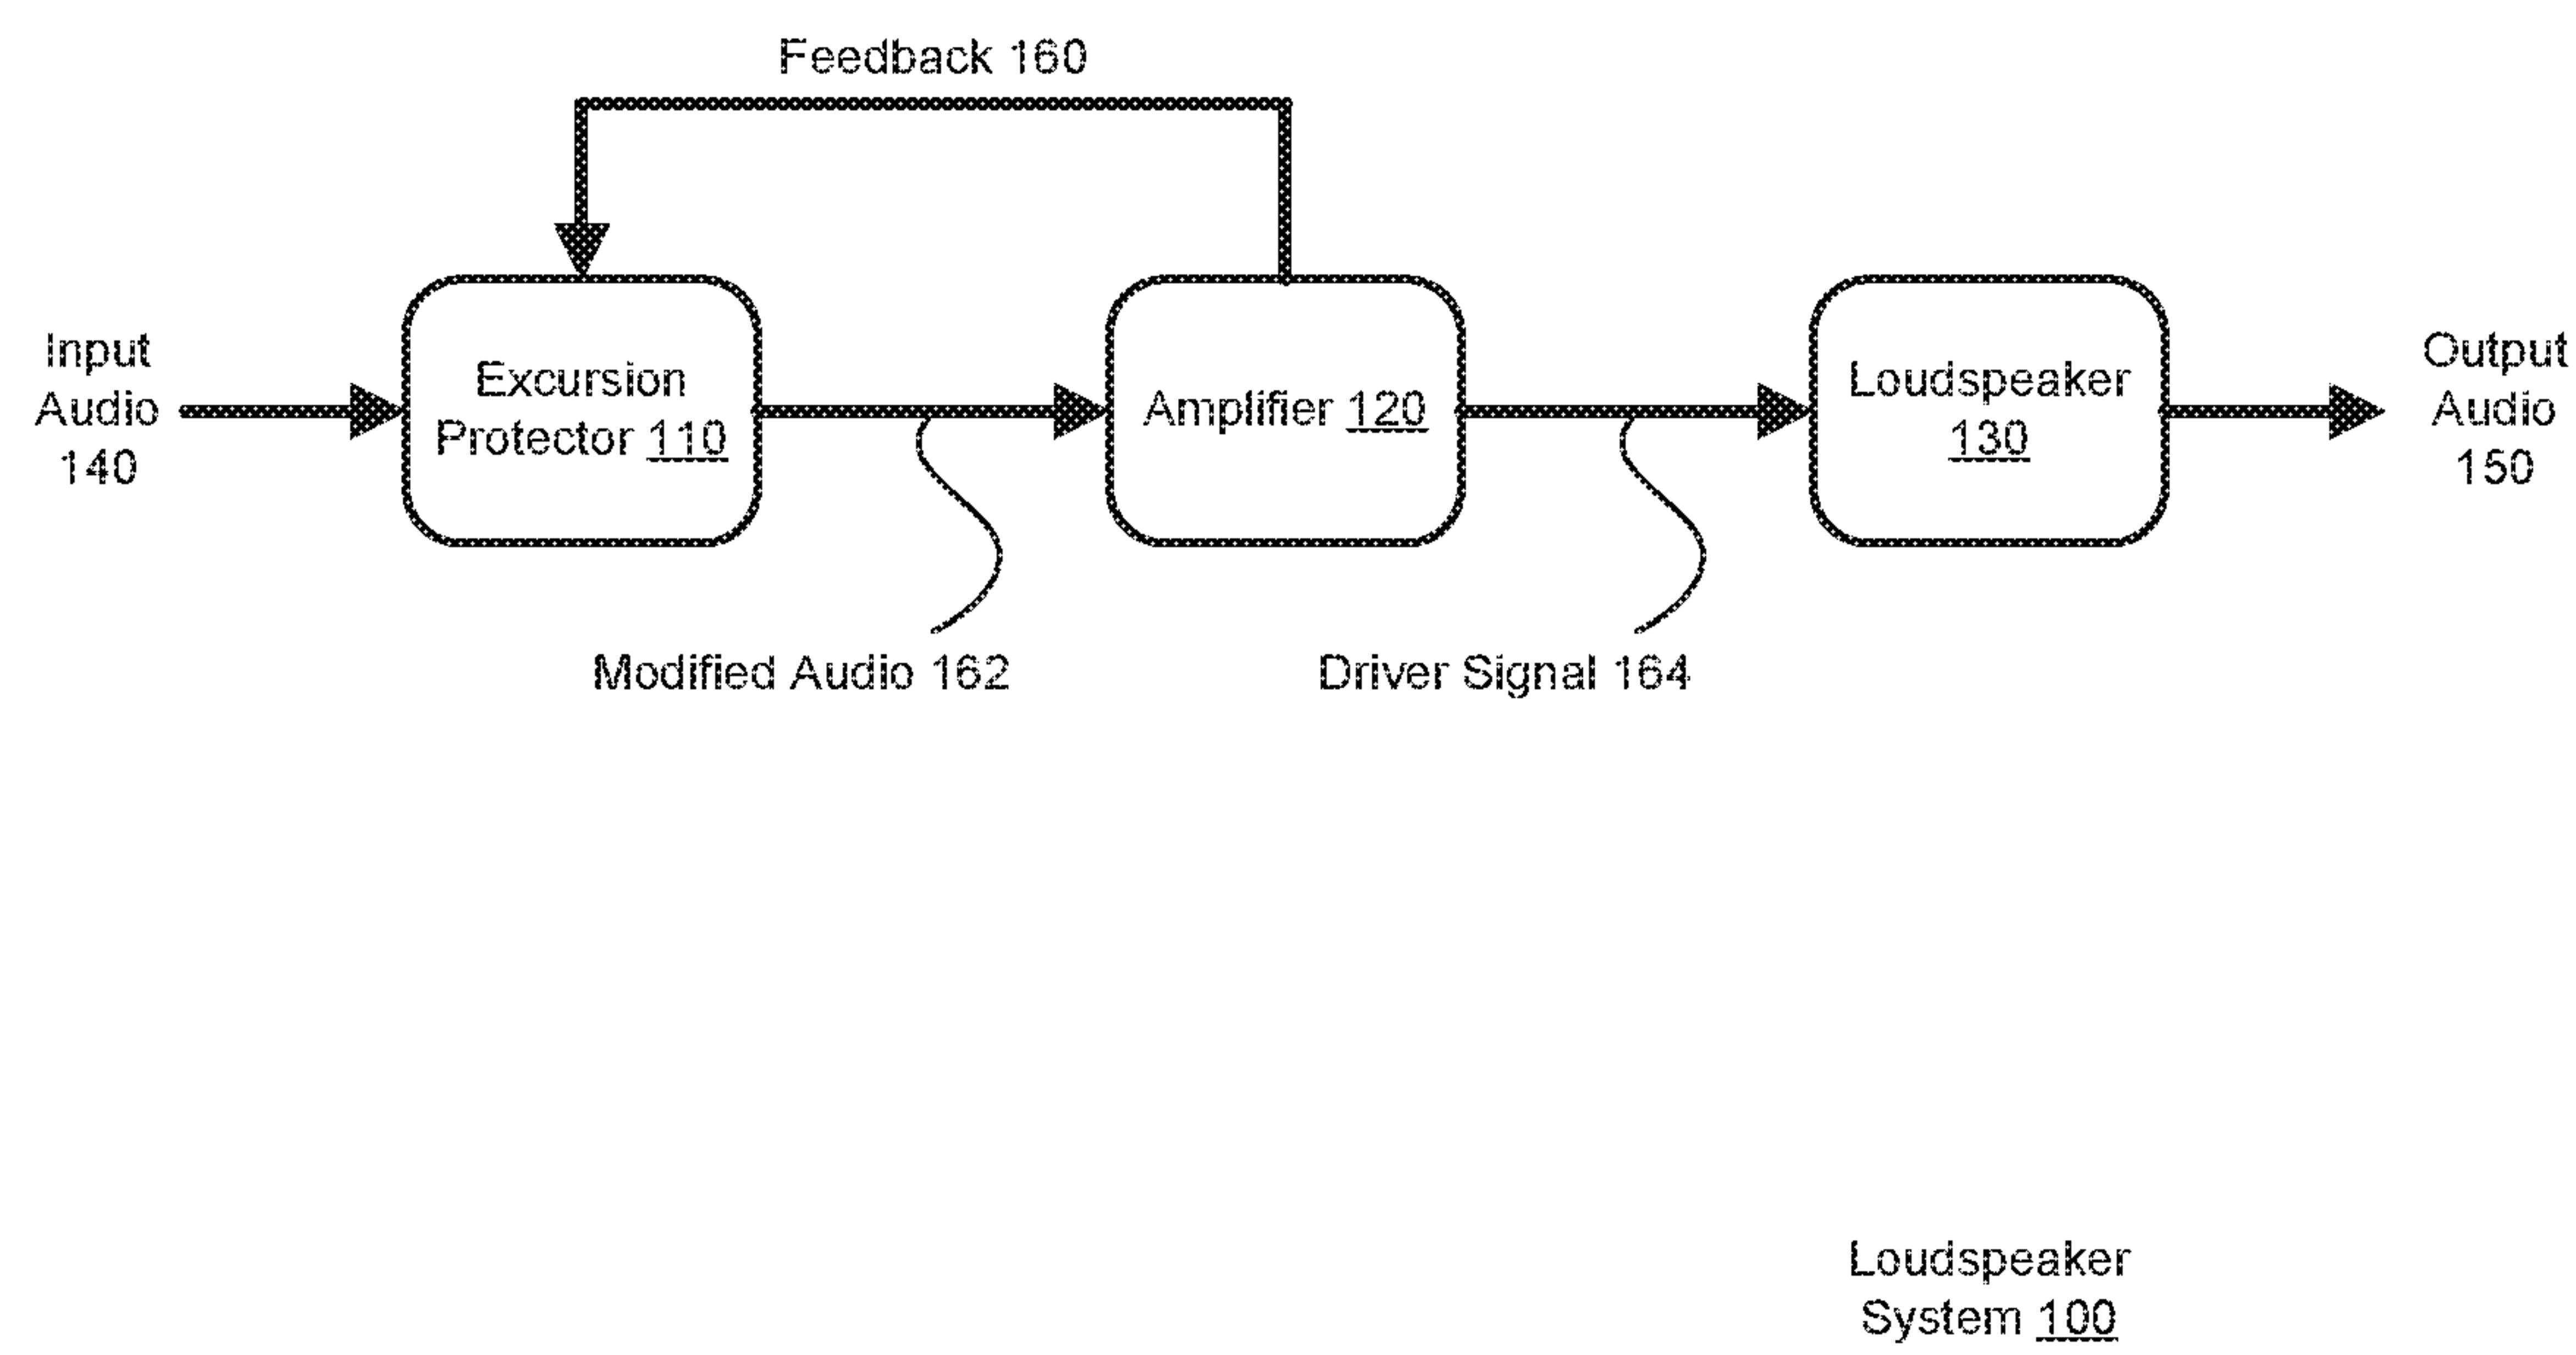 Feedback 160
Input
Audio
140
Excursion
Protector 110
Amplifier 120
Loudspeaker
130
Output
Audio
150
Modified Audio 162
Driver Signal 164
Loudspeaker
System 100